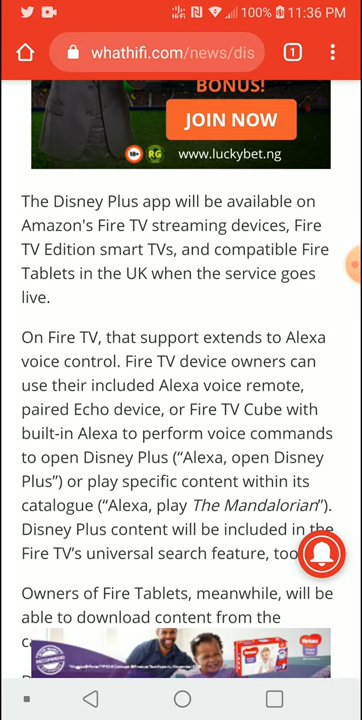 100% 11:36 PM
whathifi.com/news/dis
1
BONUS!
JOIN NOW
18+ RG www.luckybet.ng
The Disney Plus app will be available on
Amazon's Fire TV streaming devices, Fire
TV Edition smart TVs, and compatible Fire
Tablets in the UK when the service goes
live.
On Fire TV, that support extends to Alexa
voice control. Fire TV device owners can
use their included Alexa voice remote,
paired Echo device, or Fire TV Cube with
built-in Alexa to perform voice commands
to open Disney Plus (“Alexa, open Disney
Plus”) or play specific content within its
catalogue (“Alexa, play The Mandalorian”).
Disney Plus content will be included in the
Fire TV’s universal search feature, too
Owners of Fire Tablets, meanwhile, will be
able to download content from the
RECOMMENDED
Huggies